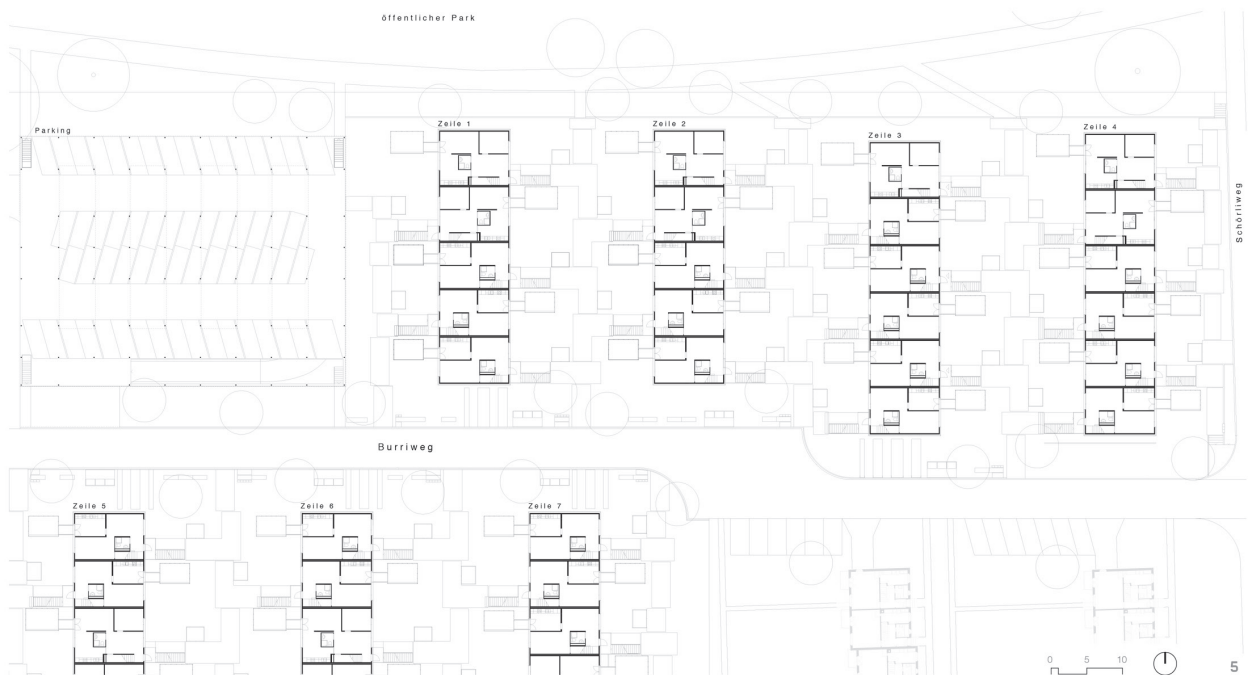 öffentlicher Park
Parking
Zeile 1
Zeile 2
Zeile 3
Zeile 4
Schörliweg
Burriweg
Zeile 5
Zeile 6
Zeile 7
0 5 10
5